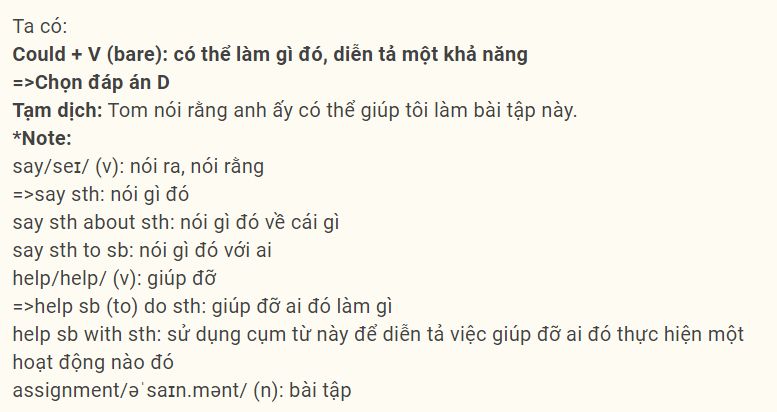 Ta có:
Could + V (bare): có thể làm gì đó, diễn tả một khả năng
=>Chọn đáp án D
Tạm dịch: Tom nói rằng anh ấy có thể giúp tôi làm bài tập này.
*Note:
say/seɪ/ (v): nói ra, nói rằng
=>say sth: nói gì đó
say sth about sth: nói gì đó về cái gì
say sth to sb: nói gì đó với ai
help/help/ (v): giúp đỡ
=>help sb (to) do sth: giúp đỡ ai đó làm gì
help sb with sth: sử dụng cụm từ này để diễn tả việc giúp đỡ ai đó thực hiện một
hoạt động nào đó
assignment/əˈsaɪn.mənt/ (n): bài tập